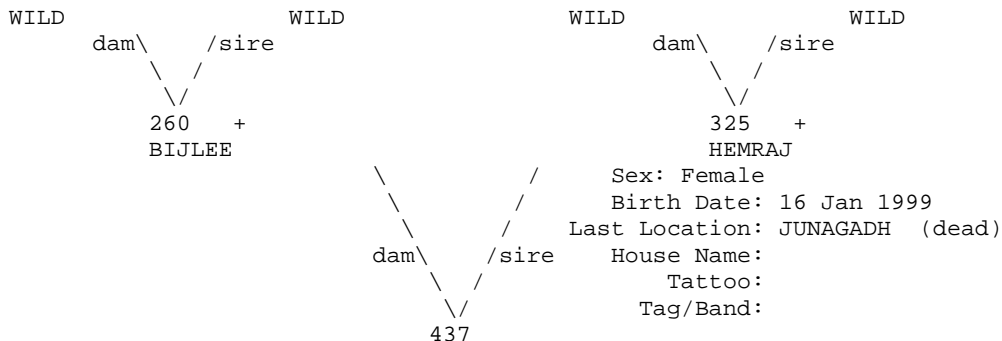 WILD WILD WILD WILD
dam\ /sire dam\ /sire
\ / \ /
\/ \/
260 + 325 +
BIJLEE HEMRAJ
\ / Sex: Female
\ / Birth Date: 16 Jan 1999
\ / Last Location: JUNAGADH (dead)
dam\ /sire House Name:
\ / Tattoo:
\/ Tag/Band:
437